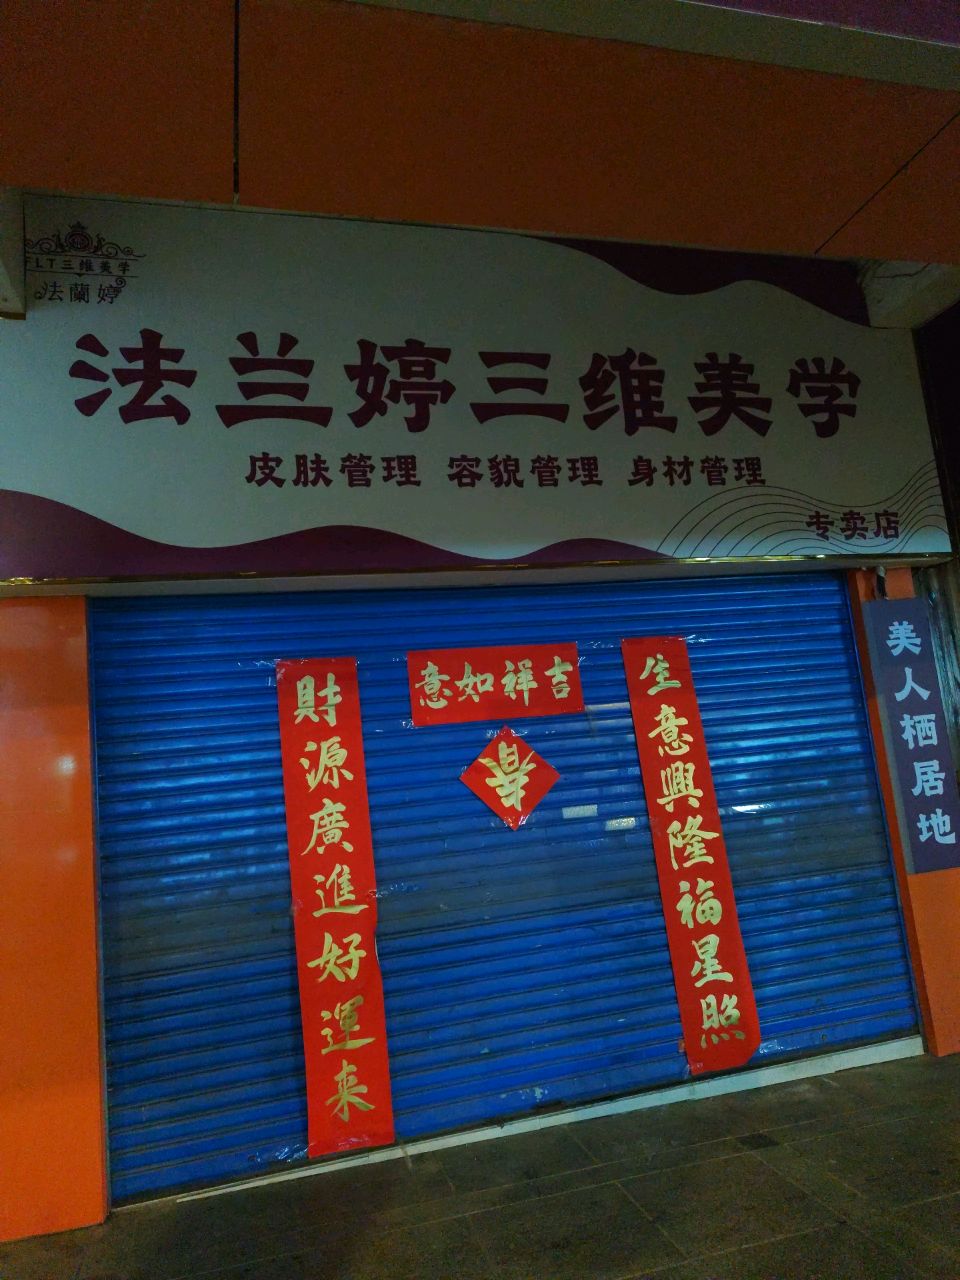 FLT三维美学
法蘭婷
法兰婷三维美学
皮肤管理 容貌管理 身材管理
专卖店
美人栖居地
吉祥如意
生意興隆福星照
財源廣進好運来